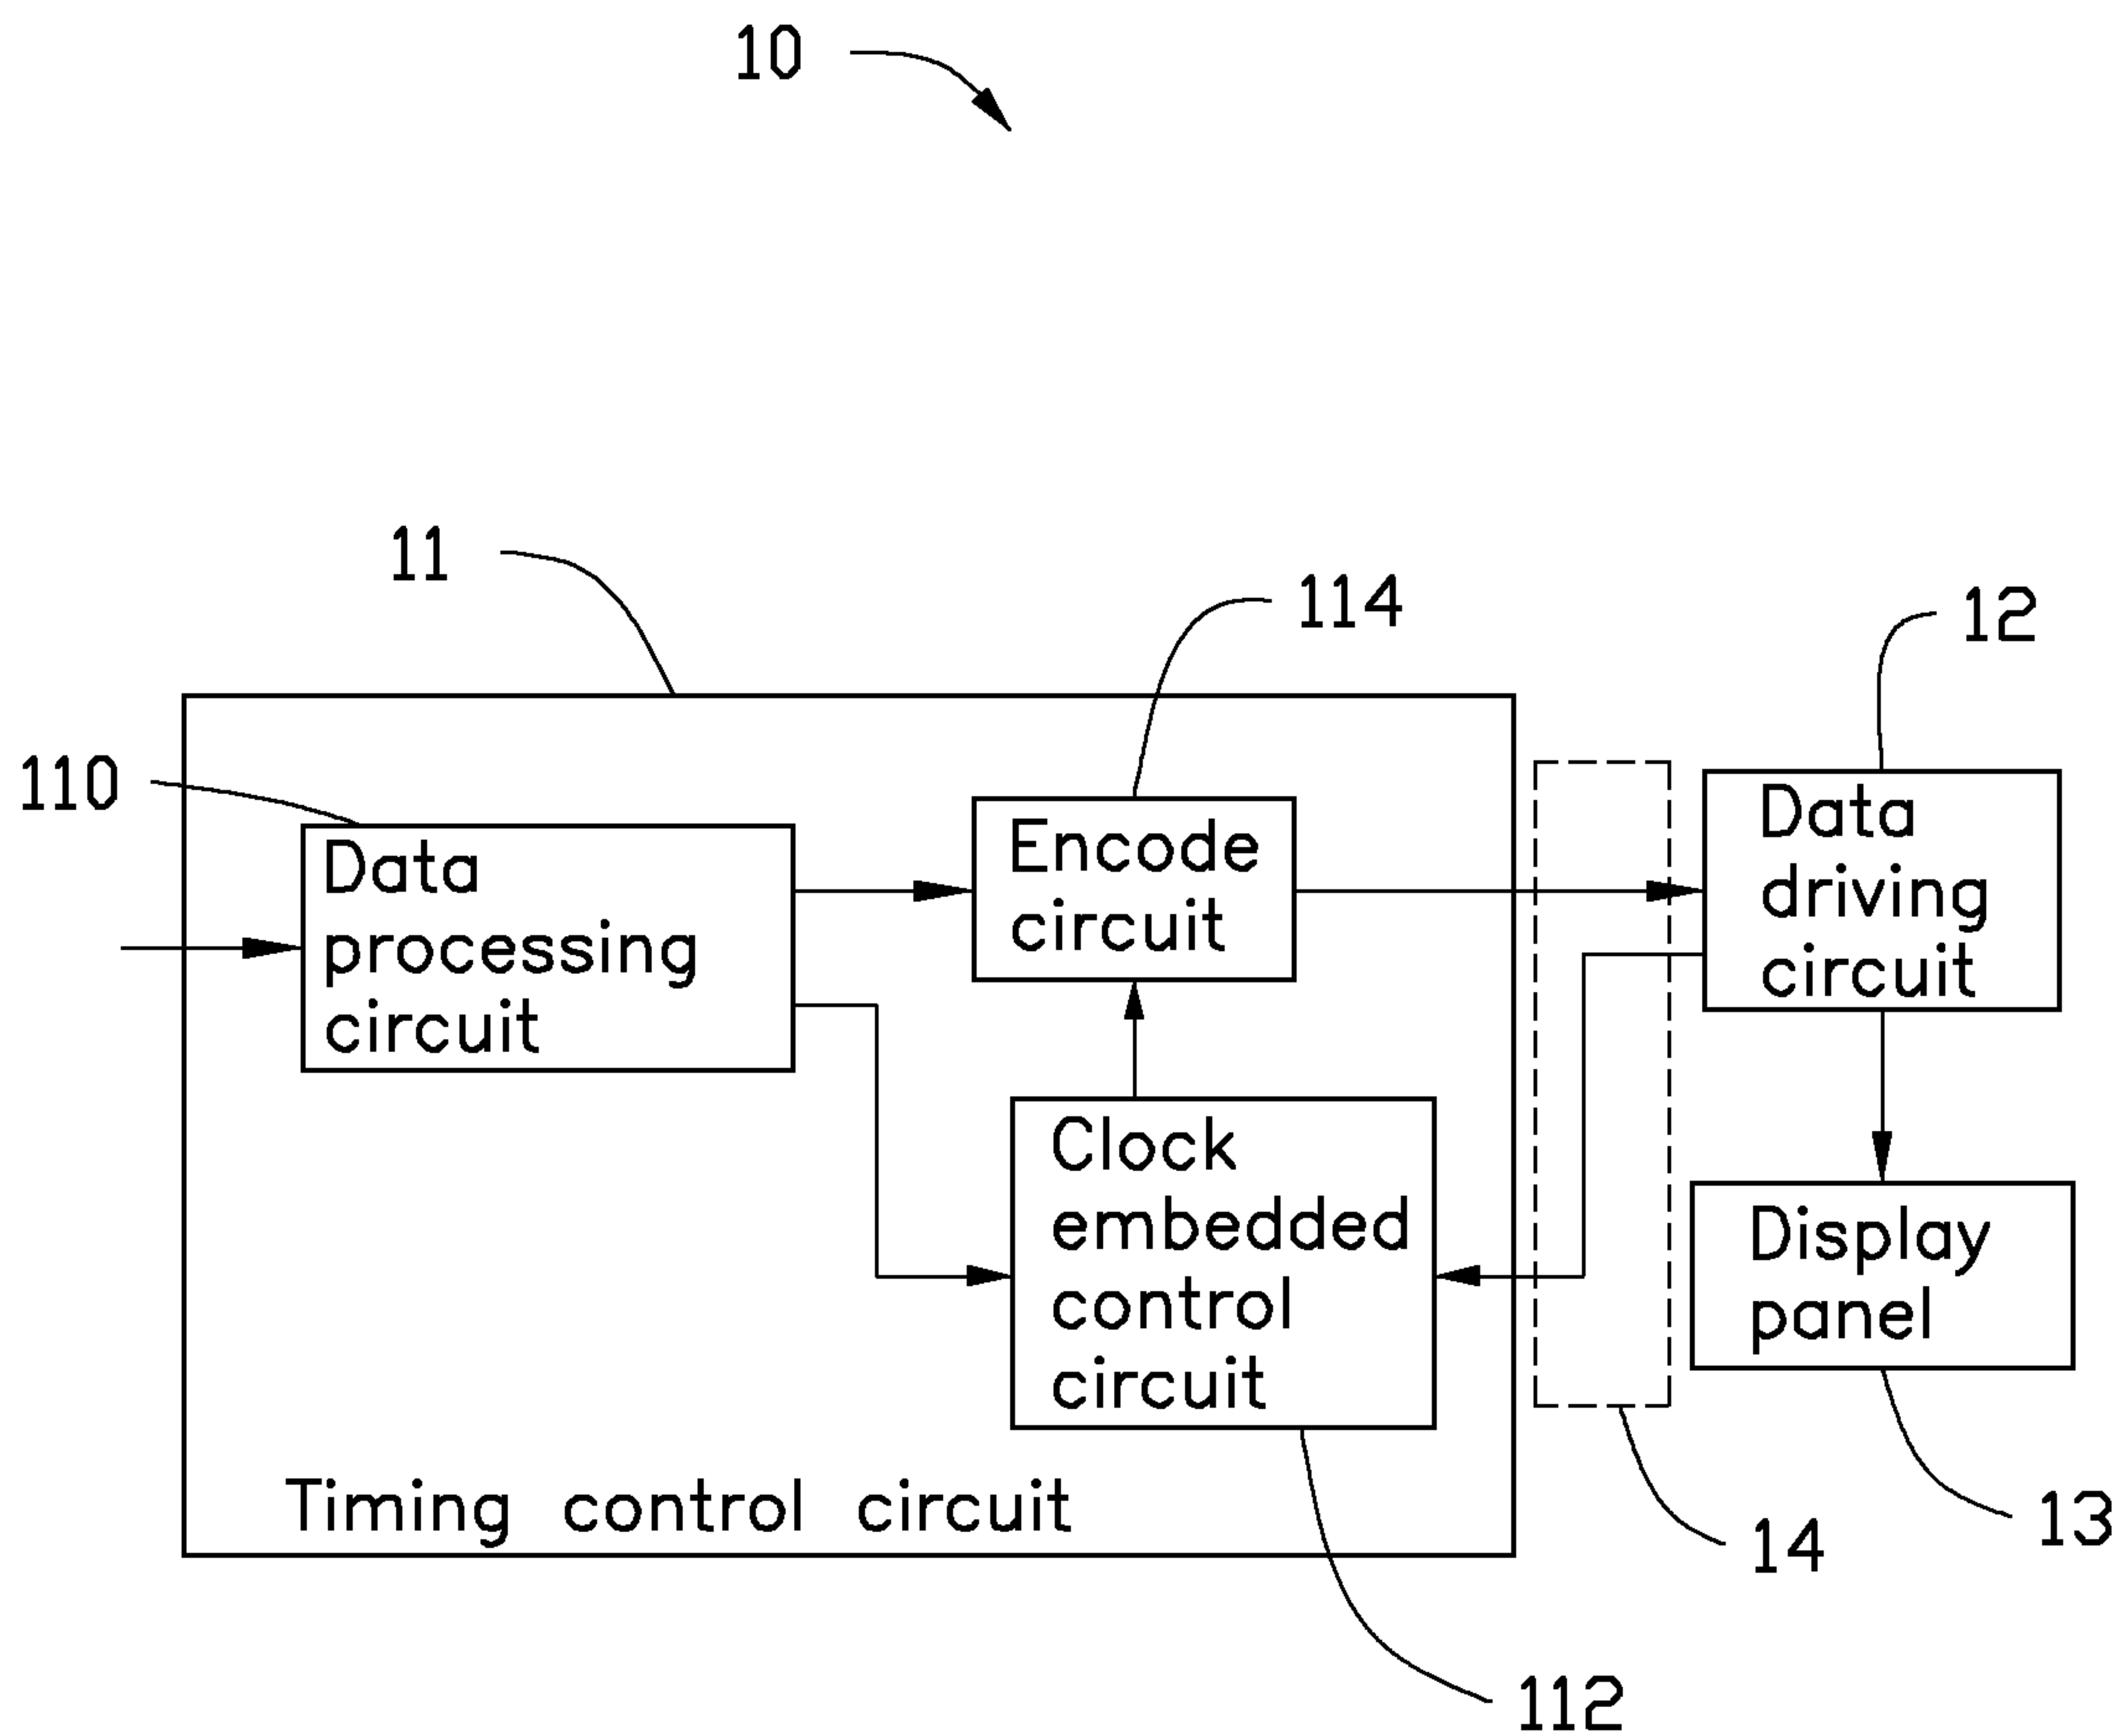 10
11
114
12
110
Data
processing
circuit
Encode
circuit
Data
driving
circuit
Clock
embedded
control
circuit
Display
panel
Timing control circuit
14
13
112